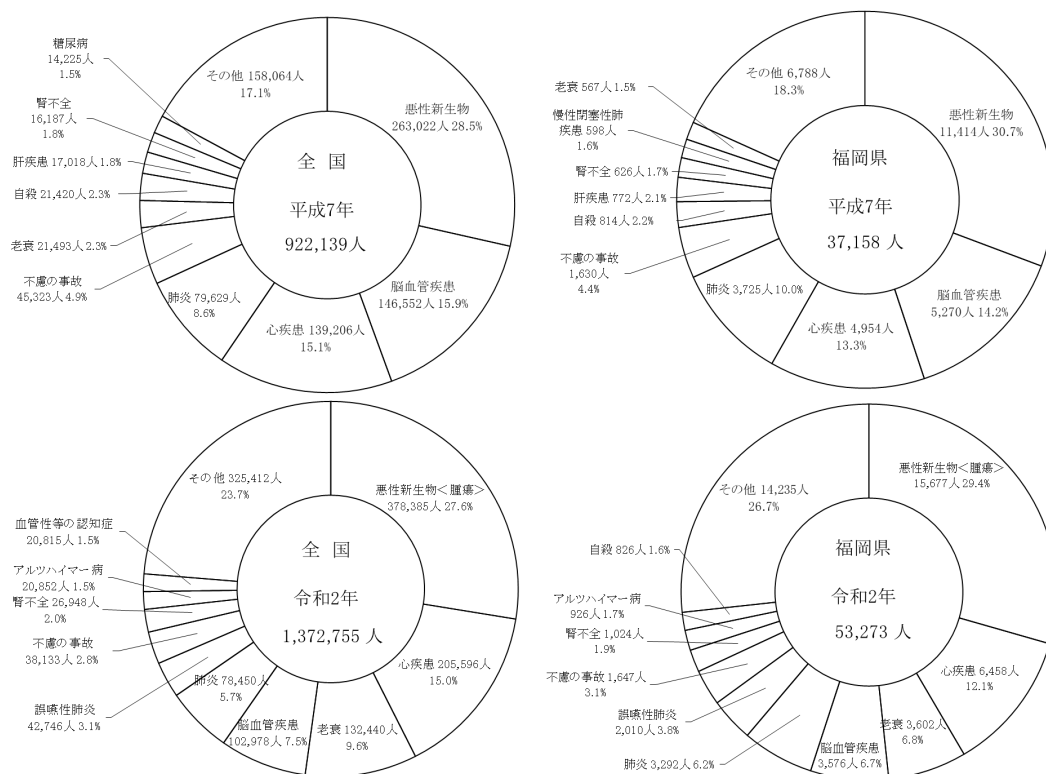 糖尿病
14,225人
1.5%
その他 158,064人
17.1%
腎不全
16,187人
1.8%
悪性新生物
263,022人 28.5%
肝疾患 17,018人 1.8%
自殺 21,420人 2.3%
老衰 21,493人 2.3%
不慮の事故
45,323人 4.9%
肺炎 79,629人
8.6%
心疾患 139,206人
15.1%
脳血管疾患
146,552人 15.9%
全 国
平成7年
922,139人
その他 6,788人
18.3%
老衰 567人 1.5%
慢性閉塞性肺
疾患 598人
1.6%
悪性新生物
11,414人 30.7%
腎不全 626人 1.7%
肝疾患 772人 2.1%
自殺 814人 2.2%
不慮の事故
1,630人
4.4%
肺炎 3,725人 10.0%
心疾患 4,954人
13.3%
脳血管疾患
5,270人 14.2%
福岡県
平成7年
37,158 人
その他 325,412人
23.7%
悪性新生物＜腫瘍＞
378,385人 27.6%
血管性等の認知症
20,815人 1.5%
アルツハイマー病
20,852人 1.5%
腎不全 26,948人
2.0%
不慮の事故
38,133人 2.8%
誤嚥性肺炎
42,746人 3.1%
肺炎 78,450人
5.7%
脳血管疾患
102,978人 7.5%
老衰 132,440人
9.6%
心疾患 205,596人
15.0%
全 国
令和2年
1,372,755 人
その他 14,235人
26.7%
悪性新生物＜腫瘍＞
15,677人 29.4%
自殺 826人 1.6%
アルツハイマー病
926人 1.7%
腎不全 1,024人
1.9%
不慮の事故 1,647人
3.1%
誤嚥性肺炎
2,010人 3.8%
肺炎 3,292人 6.2%
脳血管疾患
3,576人 6.7%
老衰 3,602人
6.8%
心疾患 6,458人
12.1%
福岡県
令和2年
53,273 人